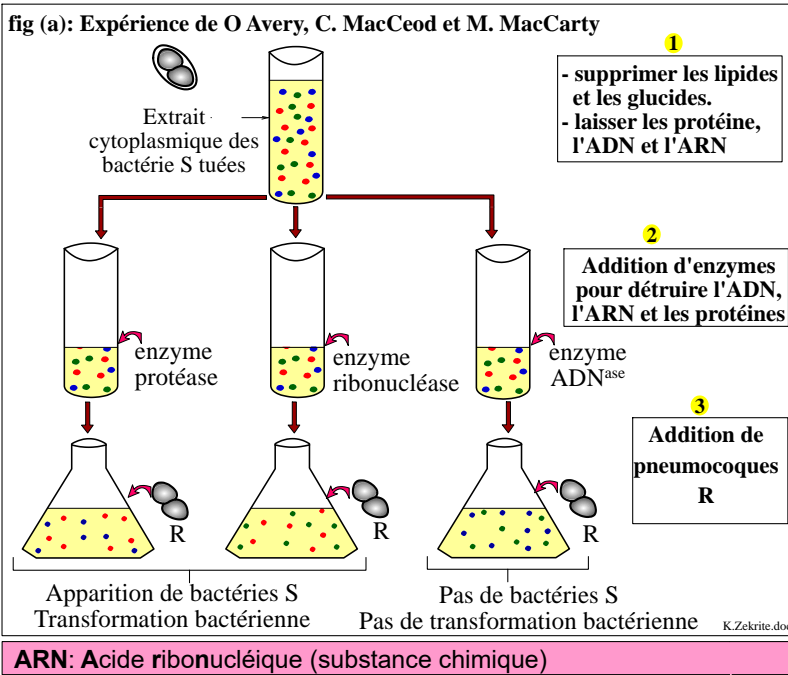 fig (a): Expérience de O Avery, C. MacCeod et M. MacCarty
Extrait
cytoplasmique des
bactérie S tuées
1
- supprimer les lipides
et les glucides.
- laisser les protéine,
l'ADN et l'ARN
2
Addition d'enzymes
pour détruire l'ADN,
l'ARN et les protéines
enzyme
protéase
enzyme
ribonucléase
enzyme
ADNase
3
Addition de
pneumocoques
R
R
R
R
Apparition de bactéries S
Transformation bactérienne
Pas de bactéries S
Pas de transformation bactérienne
K.Zekrite.doc
ARN: Acide ribonucléique (substance chimique)